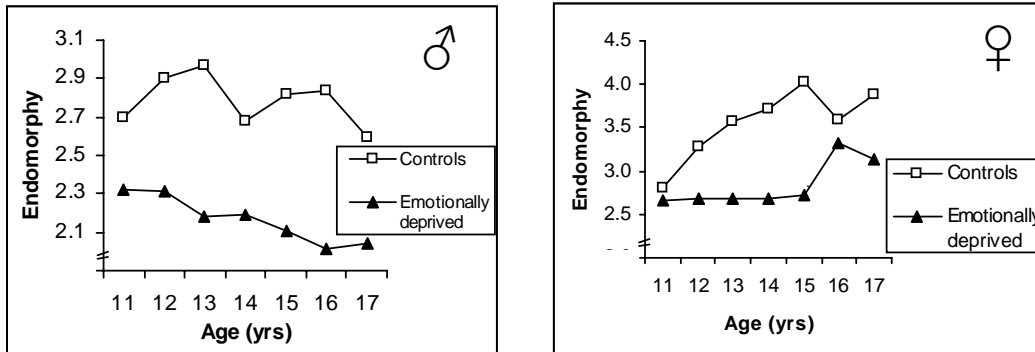 3.1
2.9
2.7
2.5
2.3
2.1
Endomorphy
♂
Controls
Emotionally
deprived
11 12 13 14 15 16 17
Age (yrs)
4.5
4.0
3.5
3.0
2.5
Endomorphy
♀
Controls
Emotionally
deprived
11 12 13 14 15 16 17
Age (yrs)